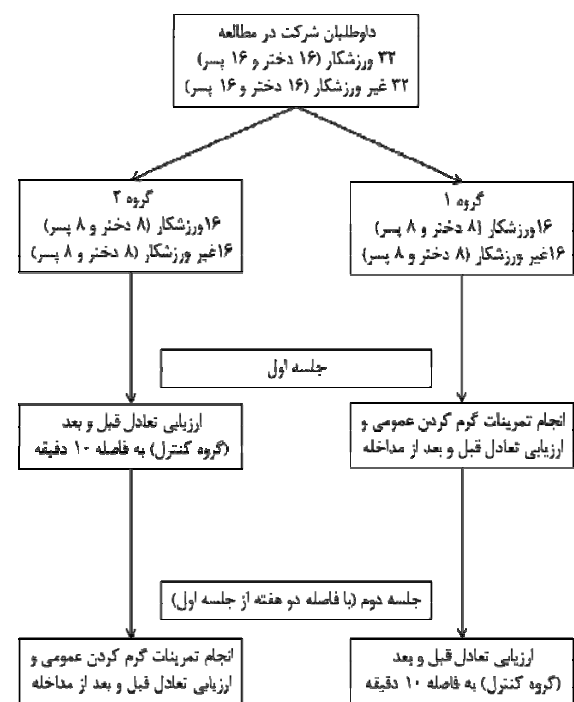 داوطلبان شرکت در مطالعه
۳۲ ورزشکار (۱۶ دختر و ۱۶ پسر)
۳۲ غیر ورزشکار (۱۶ دختر و ۱۶ پسر)
گروه ۱
۱۶ورزشکار (۸ دختر و ۸ پسر)
۱۶غیر ورزشکار (۸ دختر و ۸ پسر)
گروه ۲
۱۶ورزشکار (۸ دختر و ۸ پسر)
۱۶غیر ورزشکار (۸ دختر و ۸ پسر)
جلسه اول
انجام تمرینات گرم کردن عمومی و
ارزیابی تعادل قبل و بعد از مداخله
ارزیابی تعادل قبل و بعد
(گروه کنترل) به فاصله ۱۰ دقیقه
جلسه دوم (با فاصله دو هفته از جلسه اول)
ارزیابی تعادل قبل و بعد
(گروه کنترل) به فاصله ۱۰ دقیقه
انجام تمرینات گرم کردن عمومی و
ارزیابی تعادل قبل و بعد از مداخله